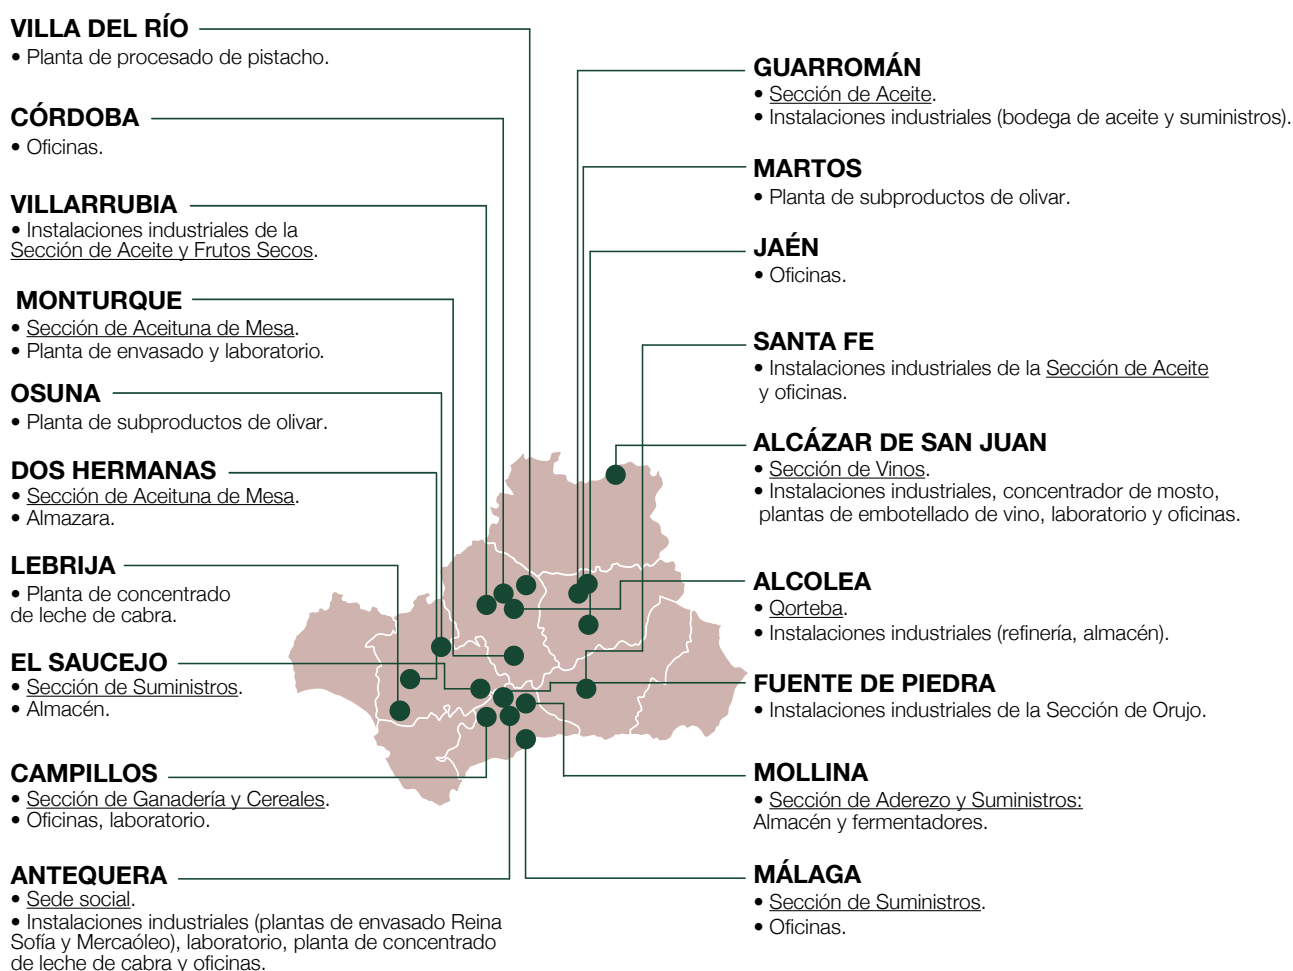 VILLA DEL RÍO
• Planta de procesado de pistacho.
CÓRDOBA
• Oficinas.
VILLARRUBIA
• Instalaciones industriales de la
Sección de Aceite y Frutos Secos.
MONTURQUE
• Sección de Aceituna de Mesa.
• Planta de envasado y laboratorio.
OSUNA
• Planta de subproductos de olivar.
DOS HERMANAS
• Sección de Aceituna de Mesa.
• Almazara.
LEBRIJA
• Planta de concentrado
de leche de cabra.
EL SAUCEJO
• Sección de Suministros.
• Almacén.
CAMPILLOS
• Sección de Ganadería y Cereales.
• Oficinas, laboratorio.
ANTEQUERA
• Sede social.
• Instalaciones industriales (plantas de envasado Reina
Sofía y Mercaóleo), laboratorio, planta de concentrado
de leche de cabra y oficinas.
GUARROMÁN
• Sección de Aceite.
• Instalaciones industriales (bodega de aceite y suministros).
MARTOS
• Planta de subproductos de olivar.
JAÉN
• Oficinas.
SANTA FE
• Instalaciones industriales de la Sección de Aceite
y oficinas.
ALCÁZAR DE SAN JUAN
• Sección de Vinos.
• Instalaciones industriales, concentrador de mosto,
plantas de embotellado de vino, laboratorio y oficinas.
ALCOLEA
• Qorteba.
• Instalaciones industriales (refinería, almacén).
FUENTE DE PIEDRA
• Instalaciones industriales de la Sección de Orujo.
MOLLINA
• Sección de Aderezo y Suministros:
Almacén y fermentadores.
MÁLAGA
• Sección de Suministros.
• Oficinas.